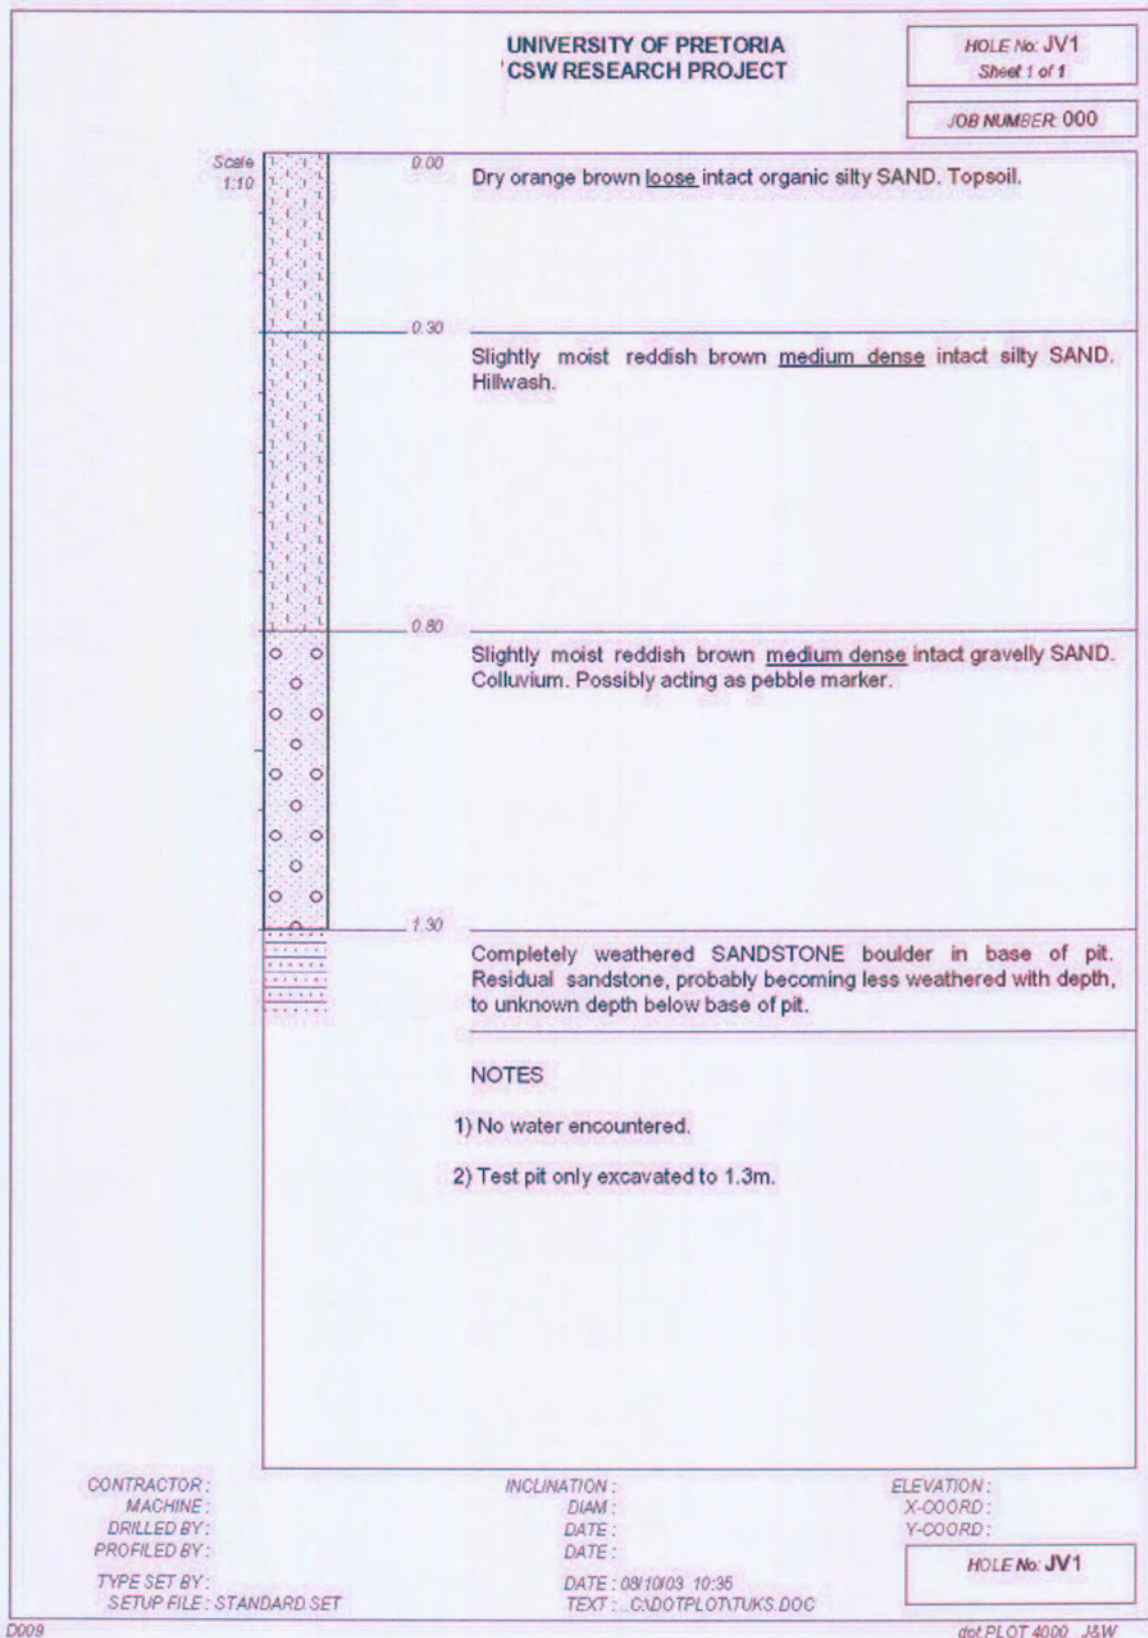 UNIVERSITY OF PRETORIA
CSW RESEARCH PROJECT
HOLE No: JV1
Sheet 1 of 1
JOB NUMBER: 000
Scale
1:10
0.00
Dry orange brown loose intact organic silty SAND. Topsoil.
0.30
Slightly moist reddish brown medium dense intact silty SAND.
Hillwash.
0.80
Slightly moist reddish brown medium dense intact gravelly SAND.
Colluvium. Possibly acting as pebble marker.
1.30
Completely weathered SANDSTONE boulder in base of pit.
Residual sandstone, probably becoming less weathered with depth,
to unknown depth below base of pit.
NOTES
1) No water encountered.
2) Test pit only excavated to 1.3m.
CONTRACTOR :
MACHINE :
DRILLED BY :
PROFILED BY :
TYPE SET BY :
SETUP FILE : STANDARD.SET
INCLINATION :
DIAM :
DATE :
DATE :
DATE : 08/10/03 10:35
TEXT : ..C:\DOTPLOT\TUKS.DOC
ELEVATION :
X-COORD :
Y-COORD :
HOLE No: JV1
D009
dot.PLOT 4000 J&W